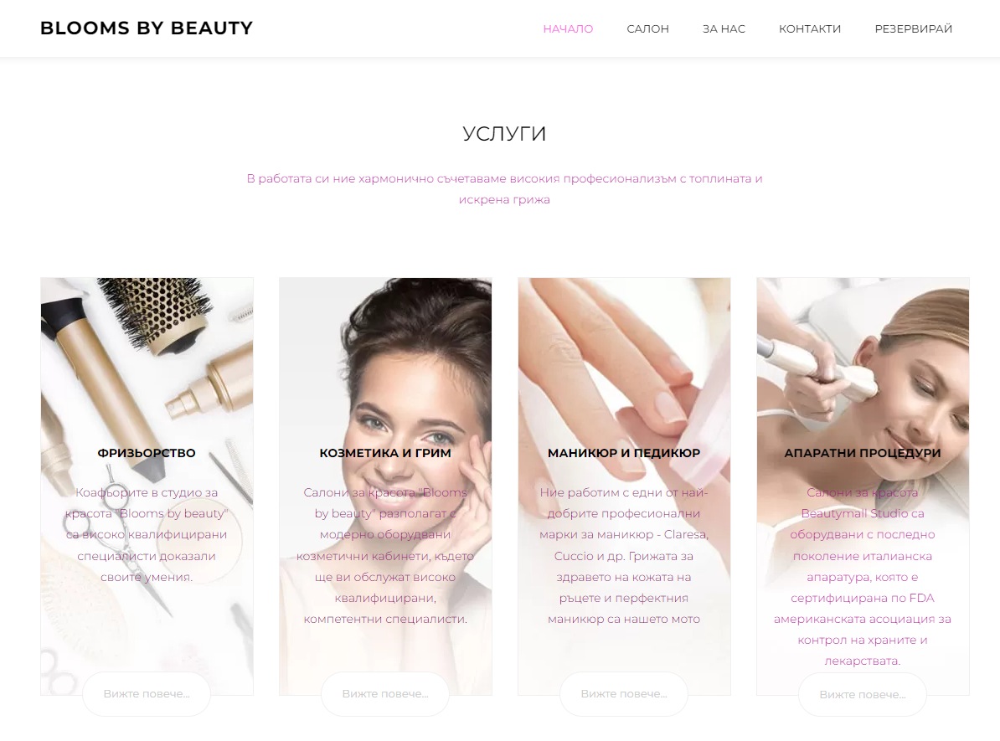 BLOOMS BY BEAUTY
НАЧАЛО САЛОН ЗА НАС КОНТАКТИ РЕЗЕРВИРАЙ
УСЛУГИ
В работата си ние хармонично съчетаваме високия професионализъм с топлината и
искрена грижа
ФРИЗЬОРСТВО
Коафьорите в студио за
красота "Blooms by beauty"
са високо квалифицирани
специалисти доказали
своите умения.
Вижте повече...
КОЗМЕТИКА И ГРИМ
Салони за красота "Blooms
by beauty" разполагат с
модерно оборудвани
козметични кабинети, където
ще ви обслужат високо
квалифицирани,
компетентни специалисти.
Вижте повече...
МАНИКЮР И ПЕДИКЮР
Ние работим с едни от най-
добрите професионални
марки за маникюр - Claresa,
Cuccio и др. Грижата за
здравето на кожата на
ръцете и перфектния
маникюр са нашето мото
Вижте повече...
АПАРАТНИ ПРОЦЕДУРИ
Салони за красота
Beautymall Studio са
оборудвани с последно
поколение италианска
апаратура, която е
сертифицирана по FDA
американската асоциация за
контрол на храните и
лекарствата.
Вижте повече...